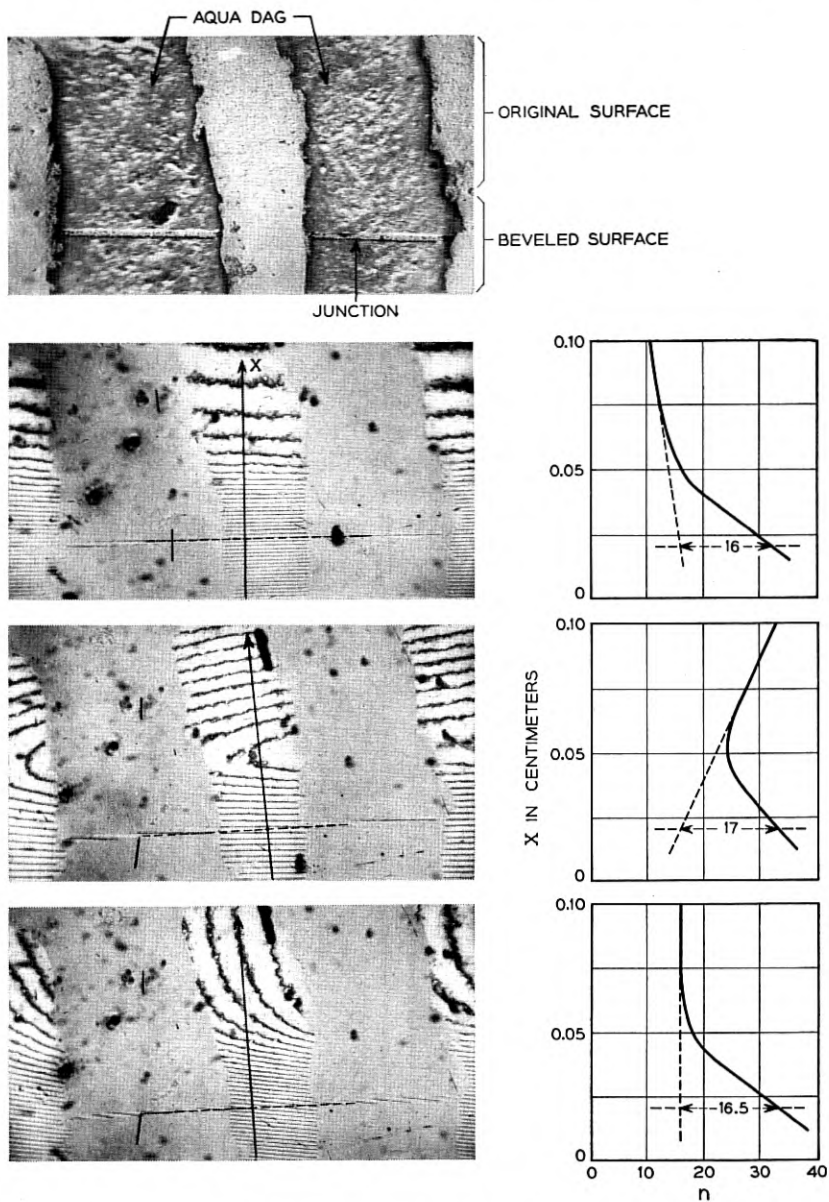 AQUA DAG
ORIGINAL SURFACE
BEVELED SURFACE
JUNCTION
X
0.10
0.05
0
16
0.10
0.05
0
17
X IN CENTIMETERS
0.10
0.05
0
16.5
0 10 20 30 40
n